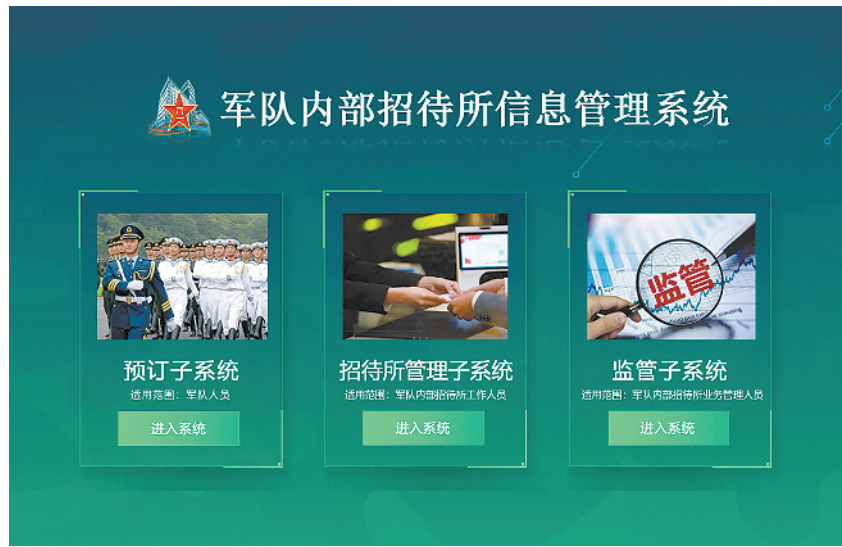 军队内部招待所信息管理系统
监管
预订子系统
适用范围：军队人员
进入系统
招待所管理子系统
适用范围：军队内部招待所工作人员
进入系统
监管子系统
适用范围：军队内部招待所业务管理人员
进入系统